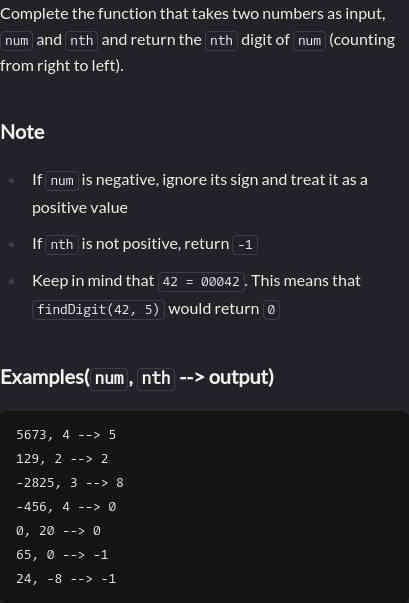 Complete the function that takes two numbers as input,
num and nth and return the nth digit of num (counting
from right to left).
Note
If num is negative, ignore its sign and treat it as a
positive value
If nth is not positive, return -1
Keep in mind that 42 = 00042. This means that
findDigit(42, 5) would return 0
Examples(num, nth --> output)
5673, 4 --> 5
129, 2 --> 2
-2825, 3 --> 8
-456, 4 --> 0
0, 20 --> 0
65, 0 --> -1
24, -8 --> -1